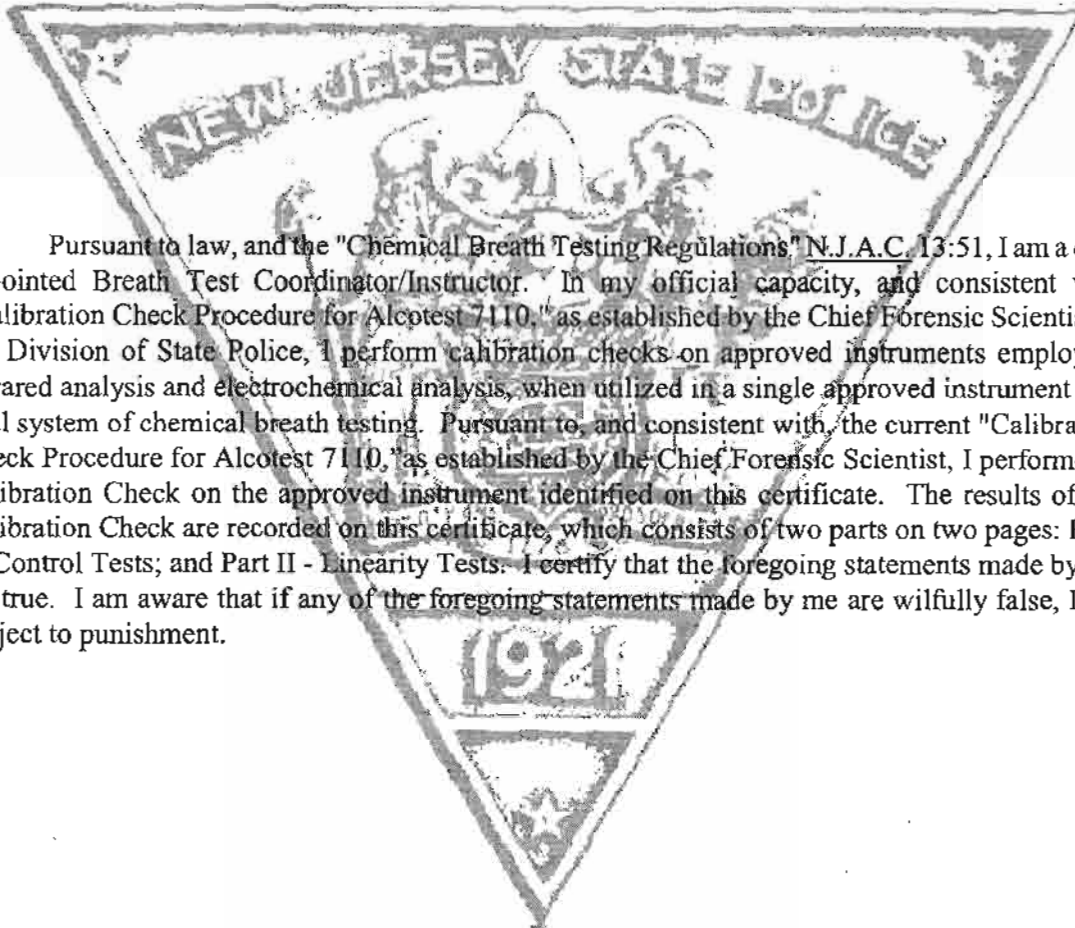 NEW JERSEY STATE POLICE
Pursuant to law, and the "Chemical Breath Testing Regulations" N.J.A.C. 13:51, I am a
ointed Breath Test Coordinator/Instructor. In my official capacity, and consistent
libration Check Procedure for Alcotest 7110," as established by the Chief Forensic Scientis
Division of State Police, I perform calibration checks on approved instruments employ
ared analysis and electrochemical analysis, when utilized in a single approved instrument
l system of chemical breath testing. Pursuant to, and consistent with, the current "Calibra
eck Procedure for Alcotest 7110," as established by the Chief Forensic Scientist, I perform
ibration Check on the approved instrument identified on this certificate. The results of
ibration Check are recorded on this certificate, which consists of two parts on two pages:
Control Tests; and Part II - Linearity Tests. I certify that the foregoing statements made by
true. I am aware that if any of the foregoing statements made by me are wilfully false, I
ject to punishment.
1921